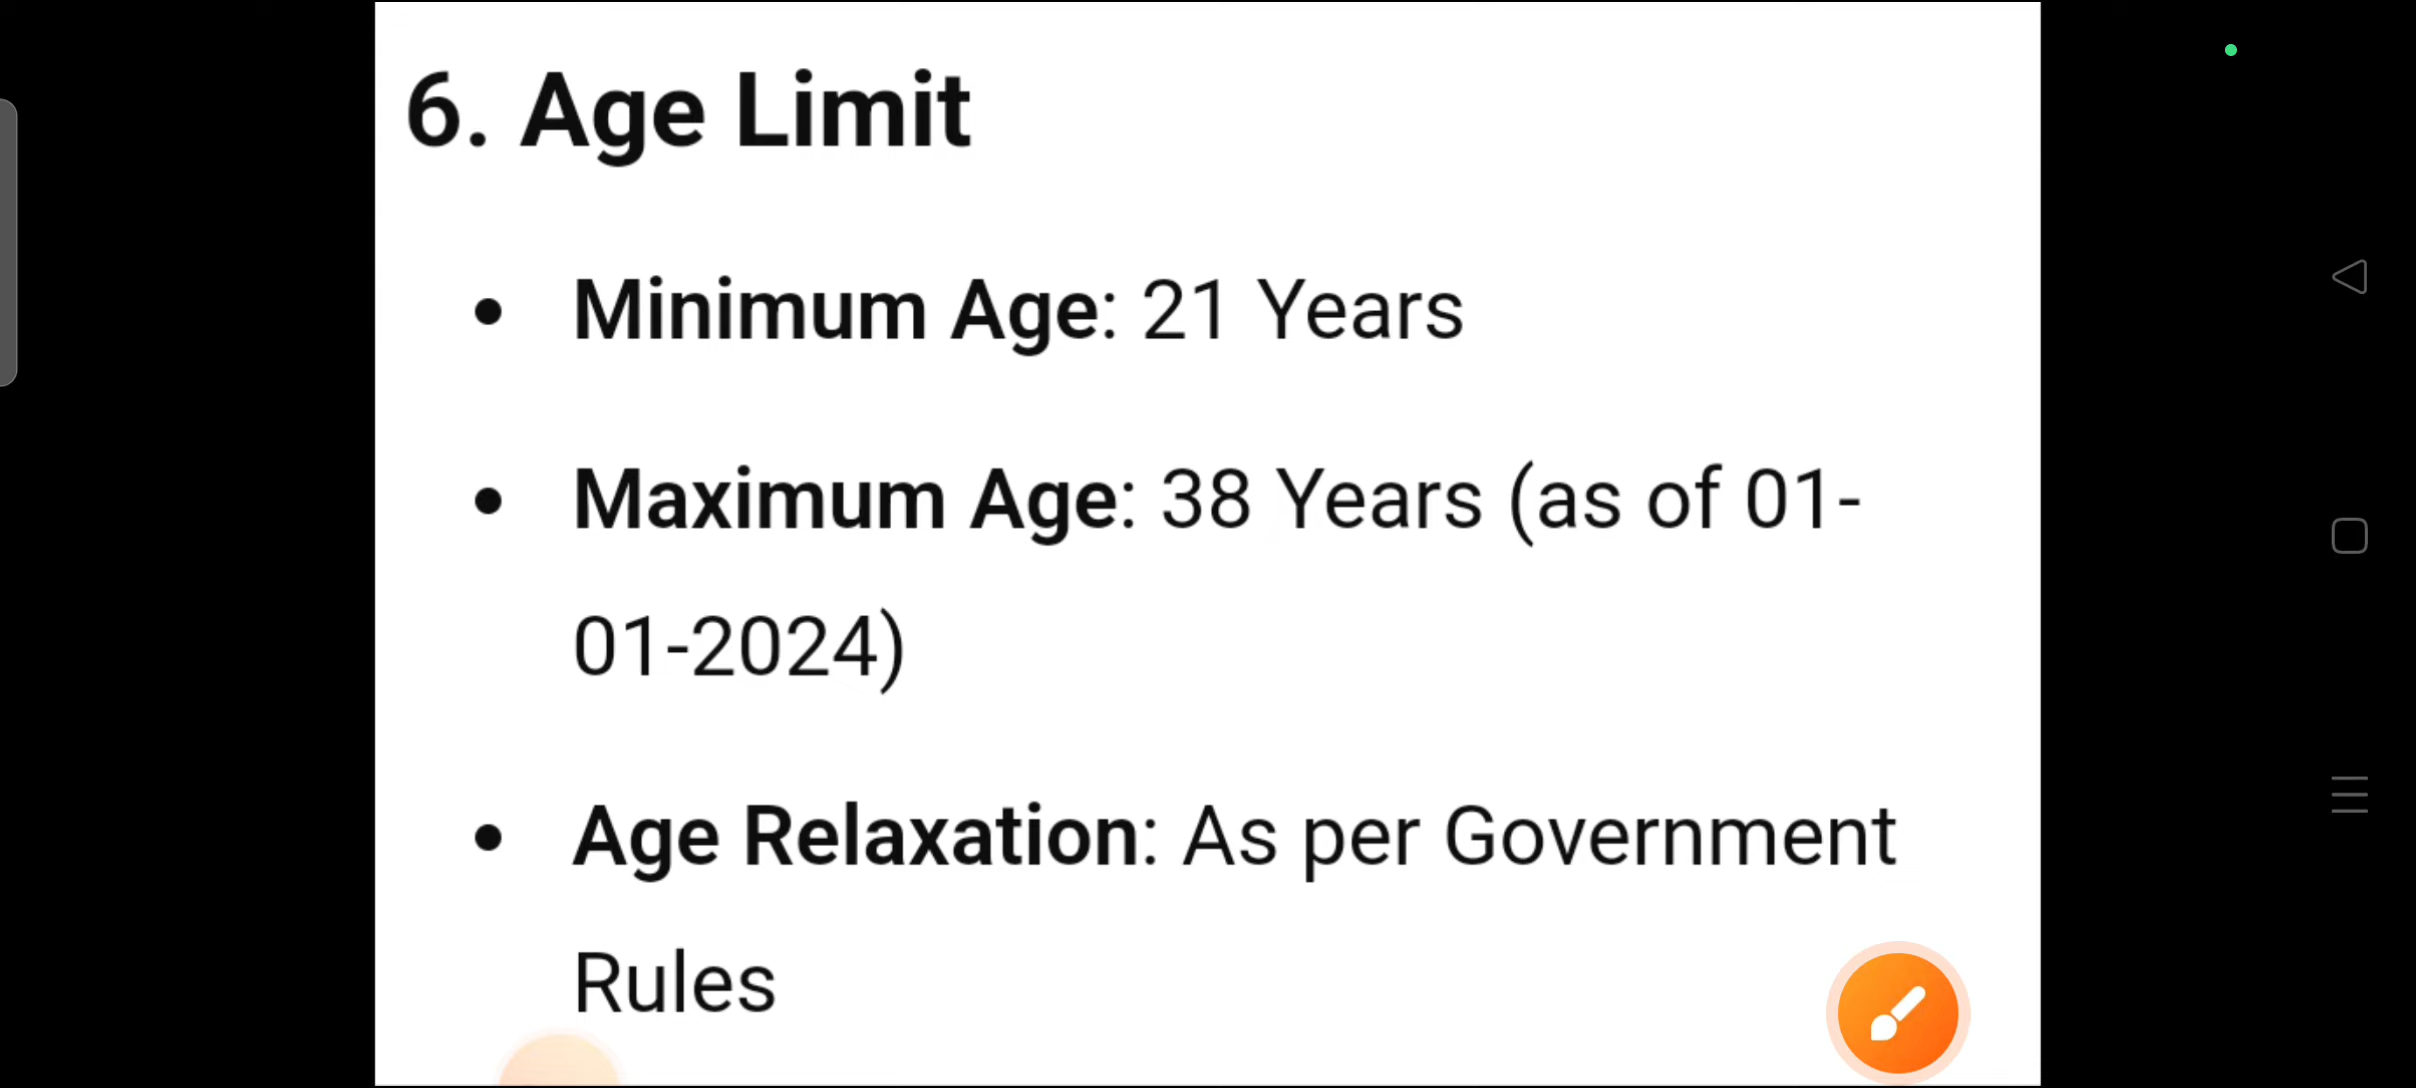 6. Age Limit
• Minimum Age: 21 Years
• Maximum Age: 38 Years (as of 01-
01-2024)
• Age Relaxation: As per Government
Rules